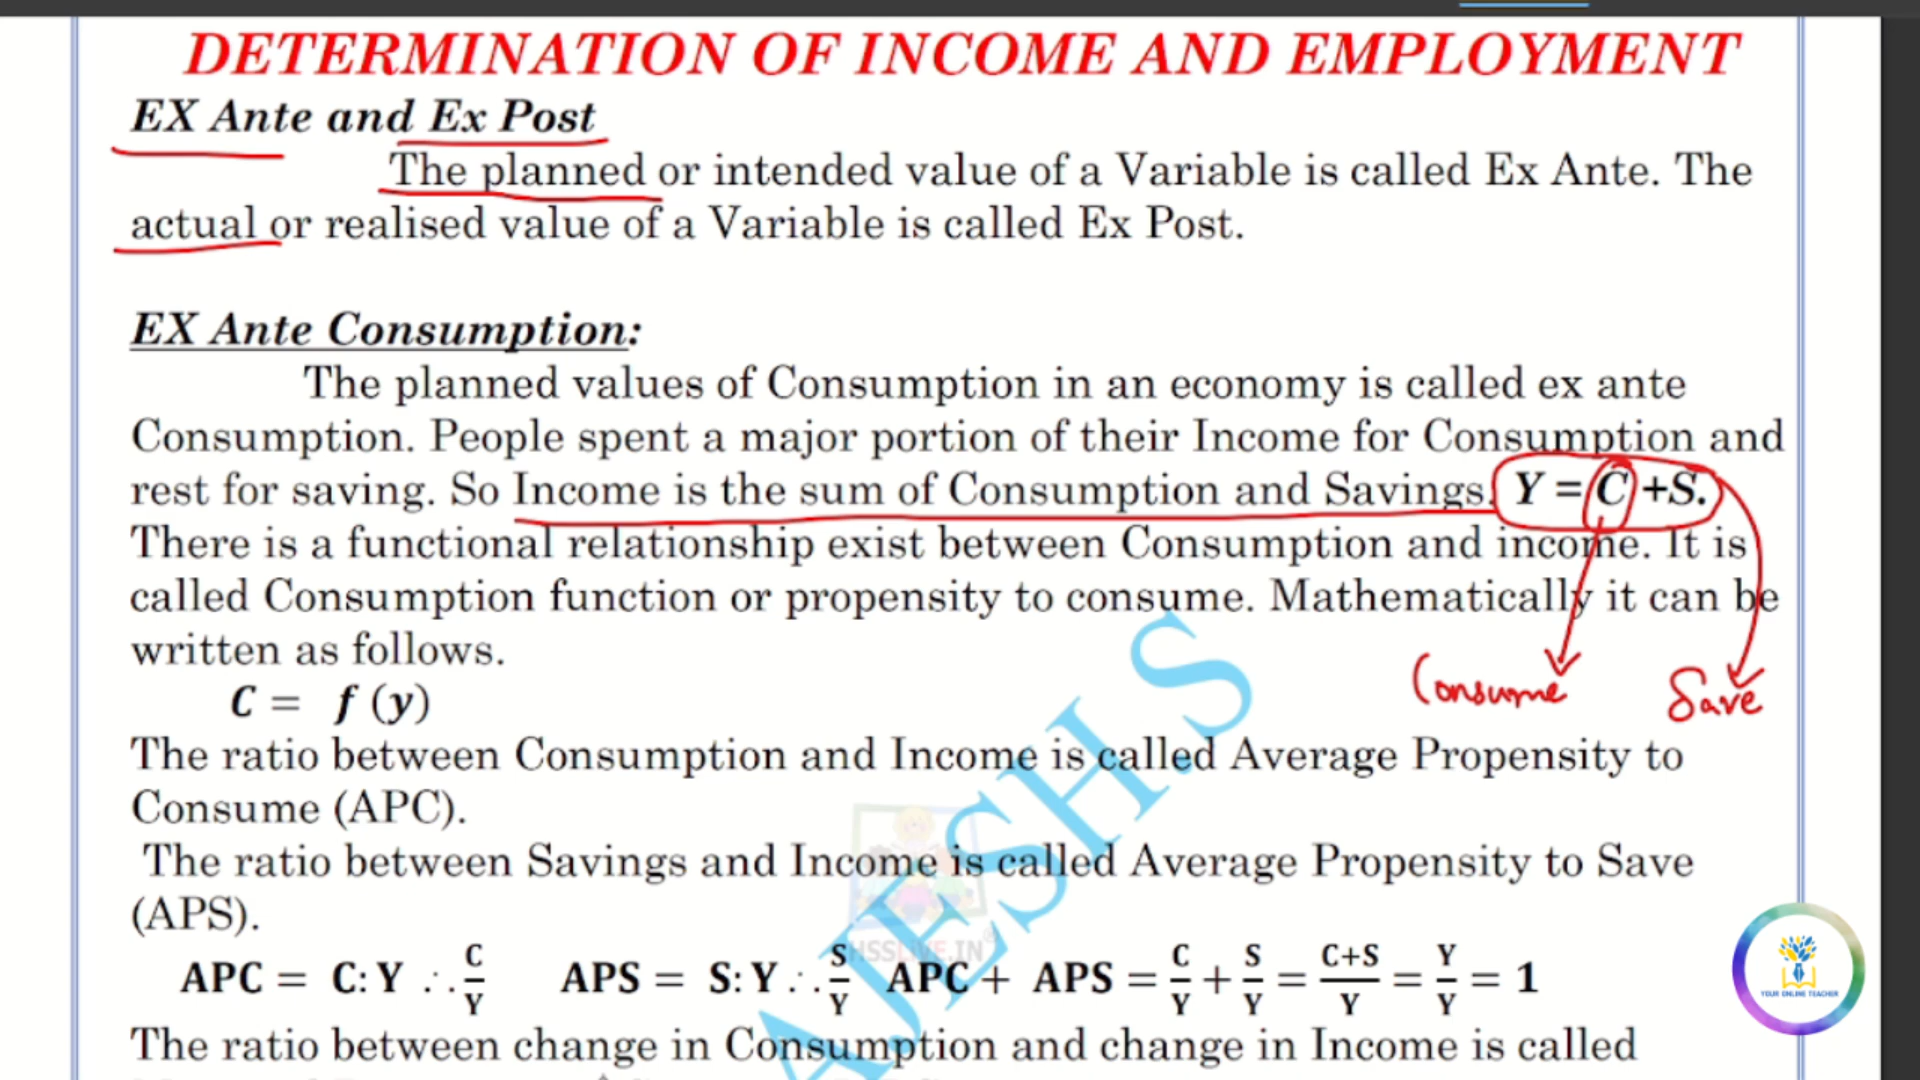 DETERMINATION OF INCOME AND EMPLOYMENT
EX Ante and Ex Post
The planned or intended value of a Variable is called Ex Ante. The
actual or realised value of a Variable is called Ex Post.
EX Ante Consumption:
The planned values of Consumption in an economy is called ex ante
Consumption. People spent a major portion of their Income for Consumption and
rest for saving. So Income is the sum of Consumption and Savings. Y = C +S.
There is a functional relationship exist between Consumption and income. It is
called Consumption function or propensity to consume. Mathematically it can be
written as follows.
Consume Save
C = f (y)
The ratio between Consumption and Income is called Average Propensity to
Consume (APC).
The ratio between Savings and Income is called Average Propensity to Save
(APS).
APC = C: Y ∴ C/Y APS = S: Y ∴ S/Y APC + APS = C/Y + S/Y = C+S/Y = Y/Y = 1
The ratio between change in Consumption and change in Income is called
AJESH S
HSSLIVE.IN®
YOUR ONLINE TEACHER